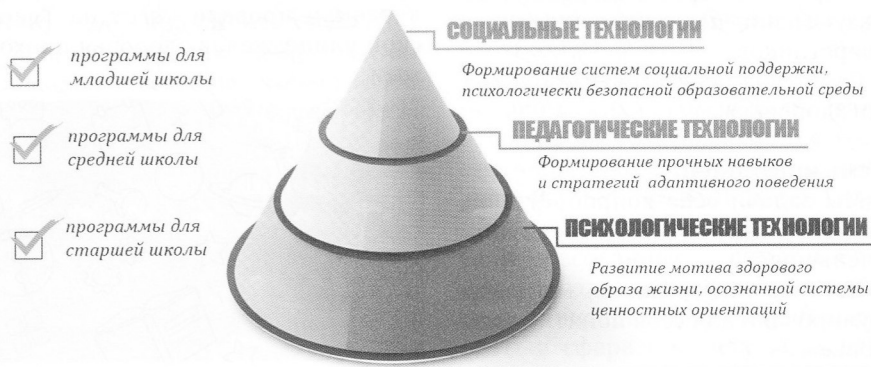 программы для
младшей школы
программы для
средней школы
программы для
старшей школы
СОЦИАЛЬНЫЕ ТЕХНОЛОГИИ
Формирование систем социальной поддержки,
психологически безопасной образовательной среды
ПЕДАГОГИЧЕСКИЕ ТЕХНОЛОГИИ
Формирование прочных навыков
и стратегий адаптивного поведения
ПСИХОЛОГИЧЕСКИЕ ТЕХНОЛОГИИ
Развитие мотива здорового
образа жизни, осознанной системы
ценностных ориентаций